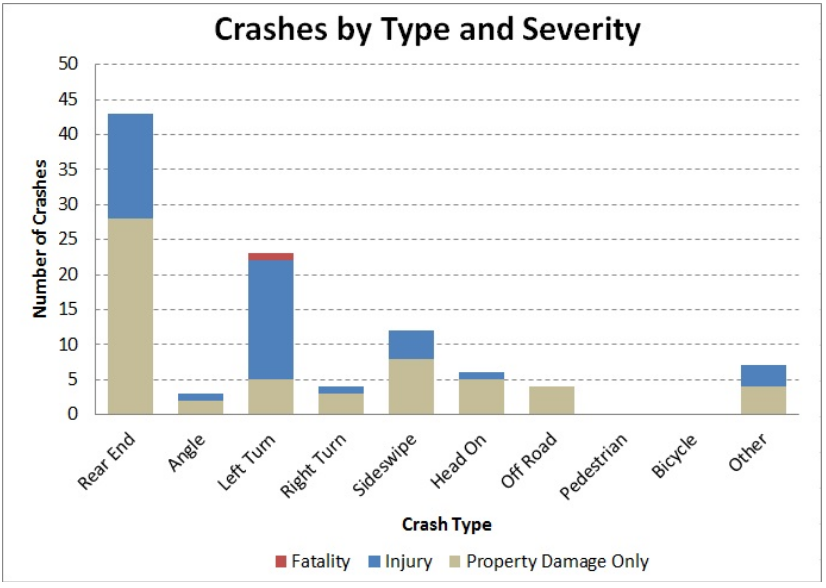 Crashes by Type and Severity
50
45
40
35
30
25
20
15
10
5
0
Number of Crashes
Rear End
Angle
Left Turn
Right Turn
Sideswipe
Head On
Off Road
Pedestrian
Bicycle
Other
Crash Type
Fatality Injury Property Damage Only